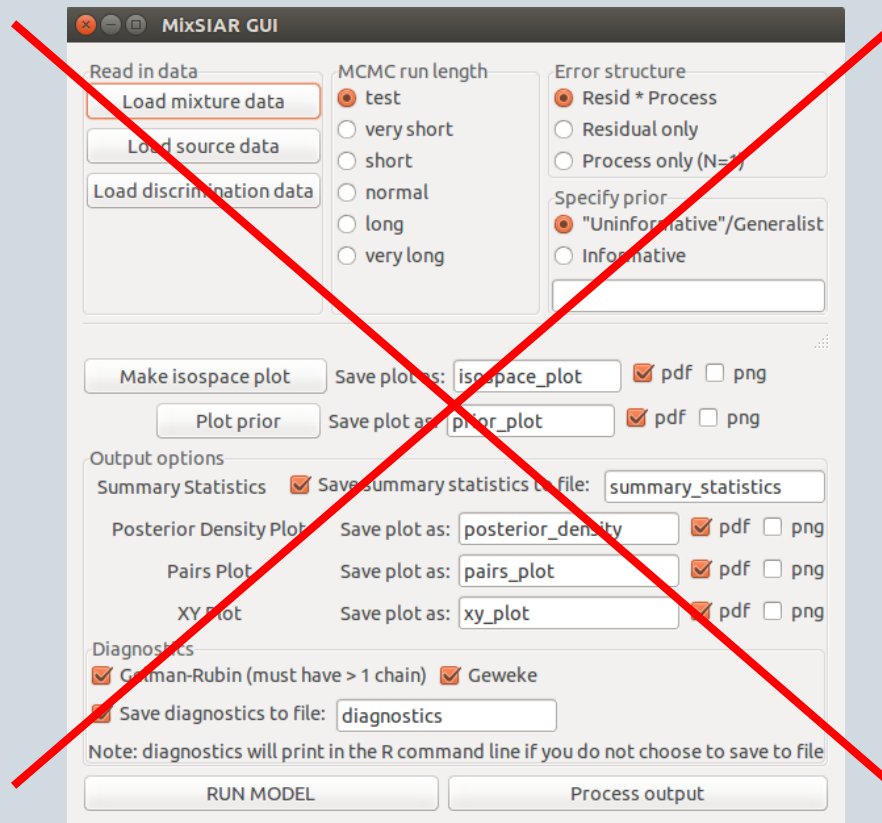 MixSIAR GUI
Read in data
Load mixture data
Load source data
Load discrimination data
MCMC run length
test
very short
short
normal
long
very long
Error structure
Resid * Process
Residual only
Process only (N=1)
Specify prior
"Uninformative"/Generalist
Informative
Make isospace plot Save plot as: isospace_plot pdf png
Plot prior Save plot as: prior_plot pdf png
Output options
Summary Statistics Save summary statistics to file: summary_statistics
Posterior Density Plot Save plot as: posterior_density pdf png
Pairs Plot Save plot as: pairs_plot pdf png
XY Plot Save plot as: xy_plot pdf png
Diagnostics
Gelman-Rubin (must have > 1 chain) Geweke
Save diagnostics to file: diagnostics
Note: diagnostics will print in the R command line if you do not choose to save to file
RUN MODEL Process output